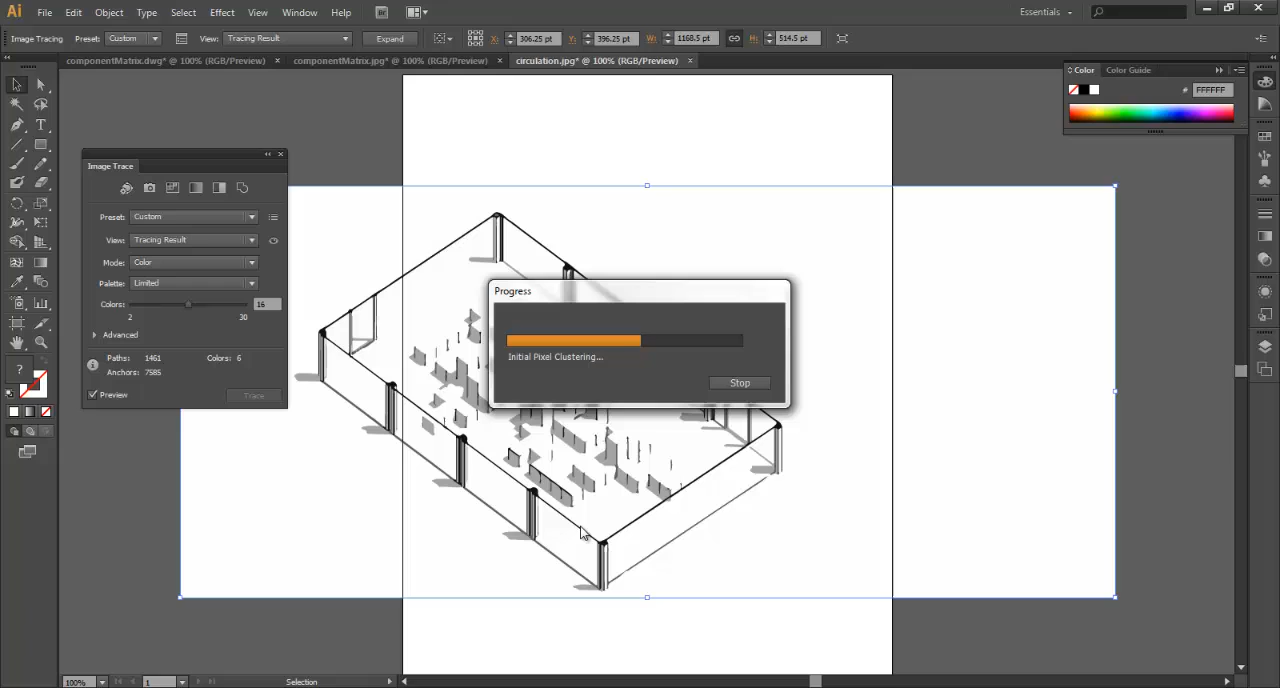 Ai File Edit Object Type Select Effect View Window Help Br Essentials
Image Tracing Preset: Custom View: Tracing Result Expand X: 306.25 pt Y: 396.25 pt W: 1168.5 pt H: 514.5 pt
componentMatrix.dwg* @ 100% (RGB/Preview) × componentMatrix.jpg* @ 100% (RGB/Preview) × circulation.jpg* @ 100% (RGB/Preview) ×
Color Color Guide
# FFFFFF
Image Trace
Preset: Custom
View: Tracing Result
Mode: Color
Palette: Limited
Colors: 16
2 30
Advanced
Paths: 1461 Colors: 6
Anchors: 7585
Preview Trace
Progress
Initial Pixel Clustering...
Stop
?
100% 1 Selection